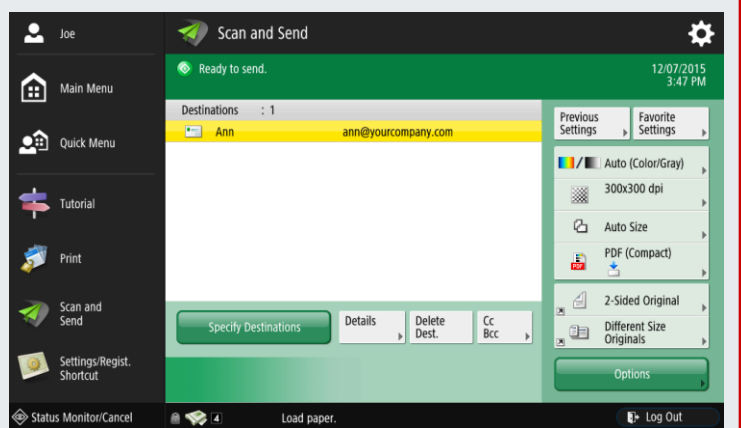 Joe
Scan and Send
Ready to send.
12/07/2015
3:47 PM
Main Menu
Quick Menu
Tutorial
Print
Scan and
Send
Settings/Regist.
Shortcut
Destinations : 1
Ann ann@yourcompany.com
Specify Destinations
Details
Delete
Dest.
Cc
Bcc
Previous
Settings
Favorite
Settings
Auto (Color/Gray)
300x300 dpi
Auto Size
PDF
PDF (Compact)
2-Sided Original
Different Size
Originals
Options
Status Monitor/Cancel
4
Load paper.
Log Out